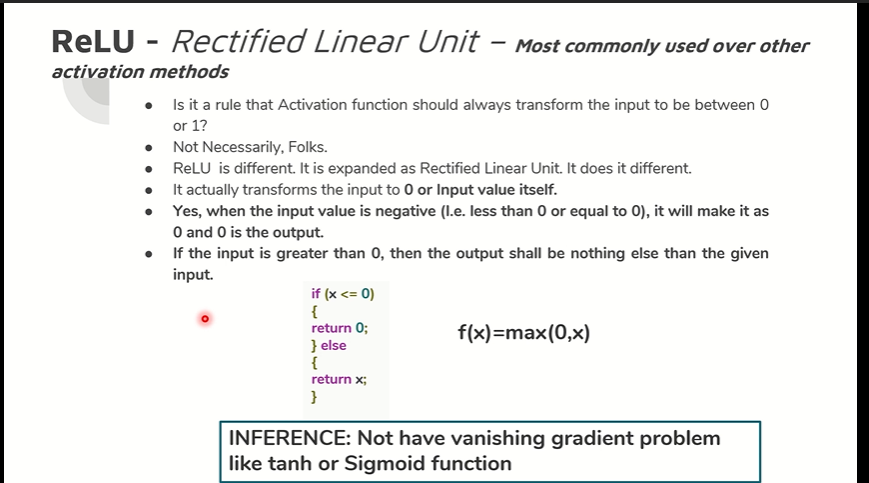 ReLU - Rectified Linear Unit – Most commonly used over other
activation methods
● Is it a rule that Activation function should always transform the input to be between 0
or 1?
● Not Necessarily, Folks.
● ReLU is different. It is expanded as Rectified Linear Unit. It does it different.
● It actually transforms the input to 0 or Input value itself.
● Yes, when the input value is negative (I.e. less than 0 or equal to 0), it will make it as
0 and 0 is the output.
● If the input is greater than 0, then the output shall be nothing else than the given
input.
if (x <= 0)
{
return 0;
} else
{
return x;
}
f(x)=max(0,x)
INFERENCE: Not have vanishing gradient problem
like tanh or Sigmoid function